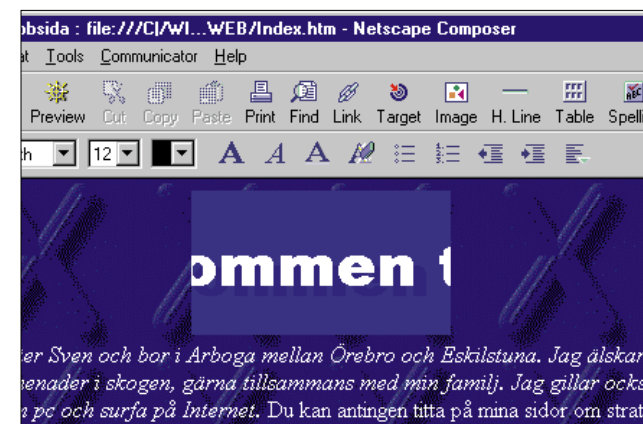 obsida : file:///C|/WI...WEB/Index.htm - Netscape Composer
at Tools Communicator Help
Preview Cut Copy Paste Print Find Link Target Image H. Line Table Spelli
th 12 A A A
ommen t
er Sven och bor i Arboga mellan Örebro och Eskilstuna. Jag älskar
enader i skogen, gärna tillsammans med min familj. Jag gillar ocks
n pc och surfa på Internet. Du kan antingen titta på mina sidor om strat